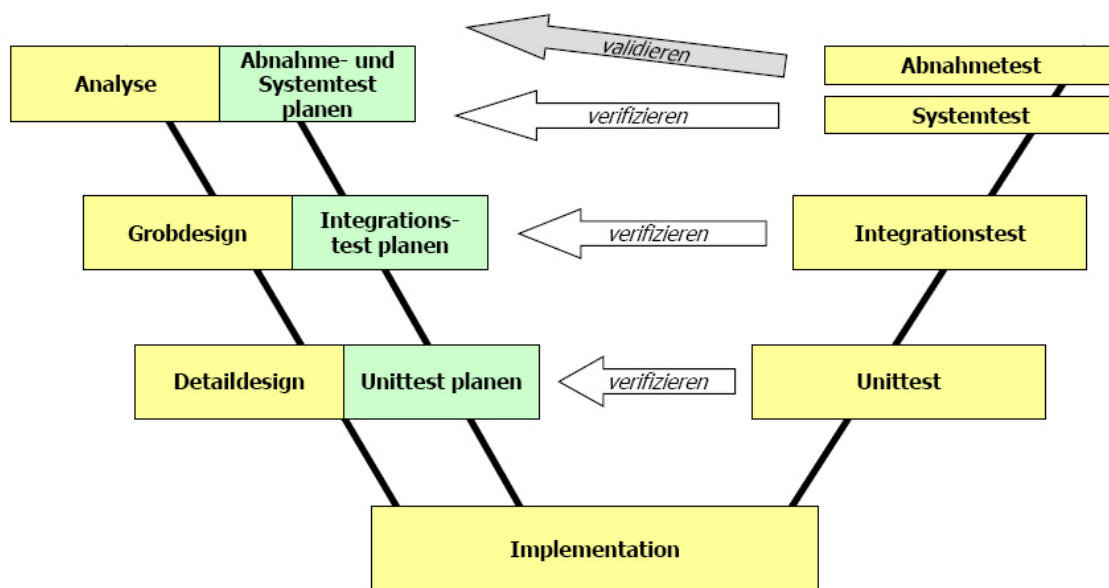 Analyse
Abnahme- und
Systemtest
planen
validieren
verifizieren
Abnahmetest
Systemtest
Grobdesign
Integrations-
test planen
verifizieren
Integrationstest
Detaildesign
Unittest planen
verifizieren
Unittest
Implementation